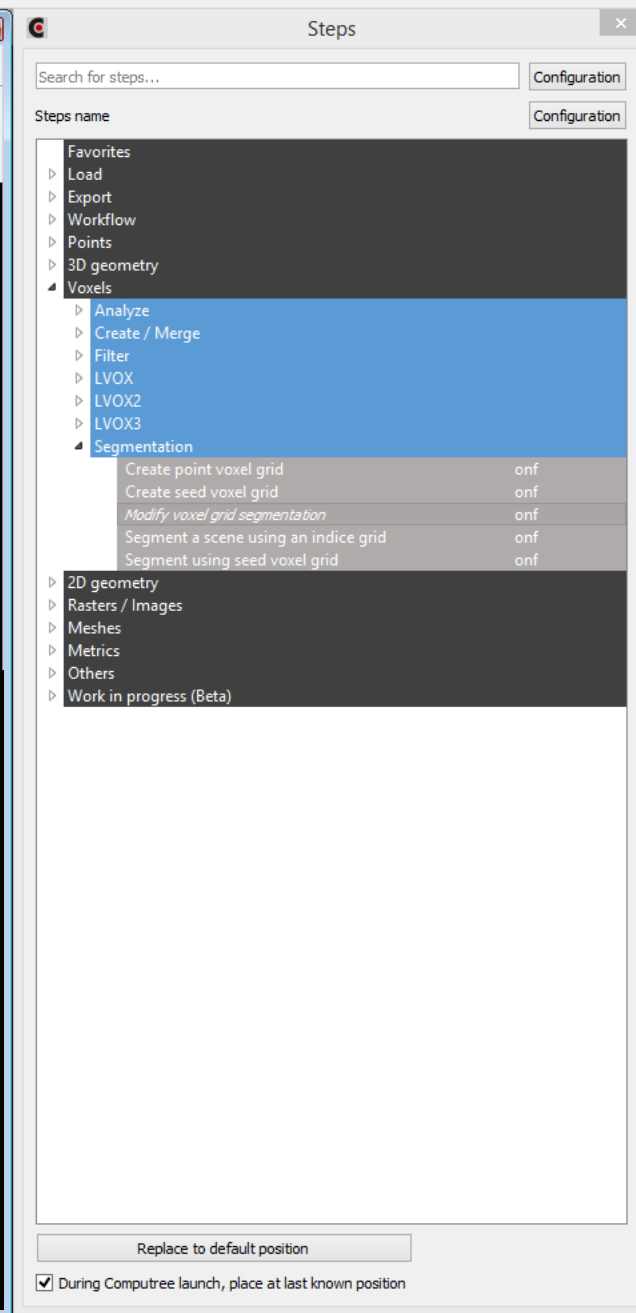 Steps
Search for steps... Configuration
Steps name Configuration
Favorites
Load
Export
Workflow
Points
3D geometry
Voxels
Analyze
Create / Merge
Filter
LVOX
LVOX2
LVOX3
Segmentation
Create point voxel grid onf
Create seed voxel grid onf
Modify voxel grid segmentation onf
Segment a scene using an indice grid onf
Segment using seed voxel grid onf
2D geometry
Rasters / Images
Meshes
Metrics
Others
Work in progress (Beta)
Replace to default position
During Computree launch, place at last known position